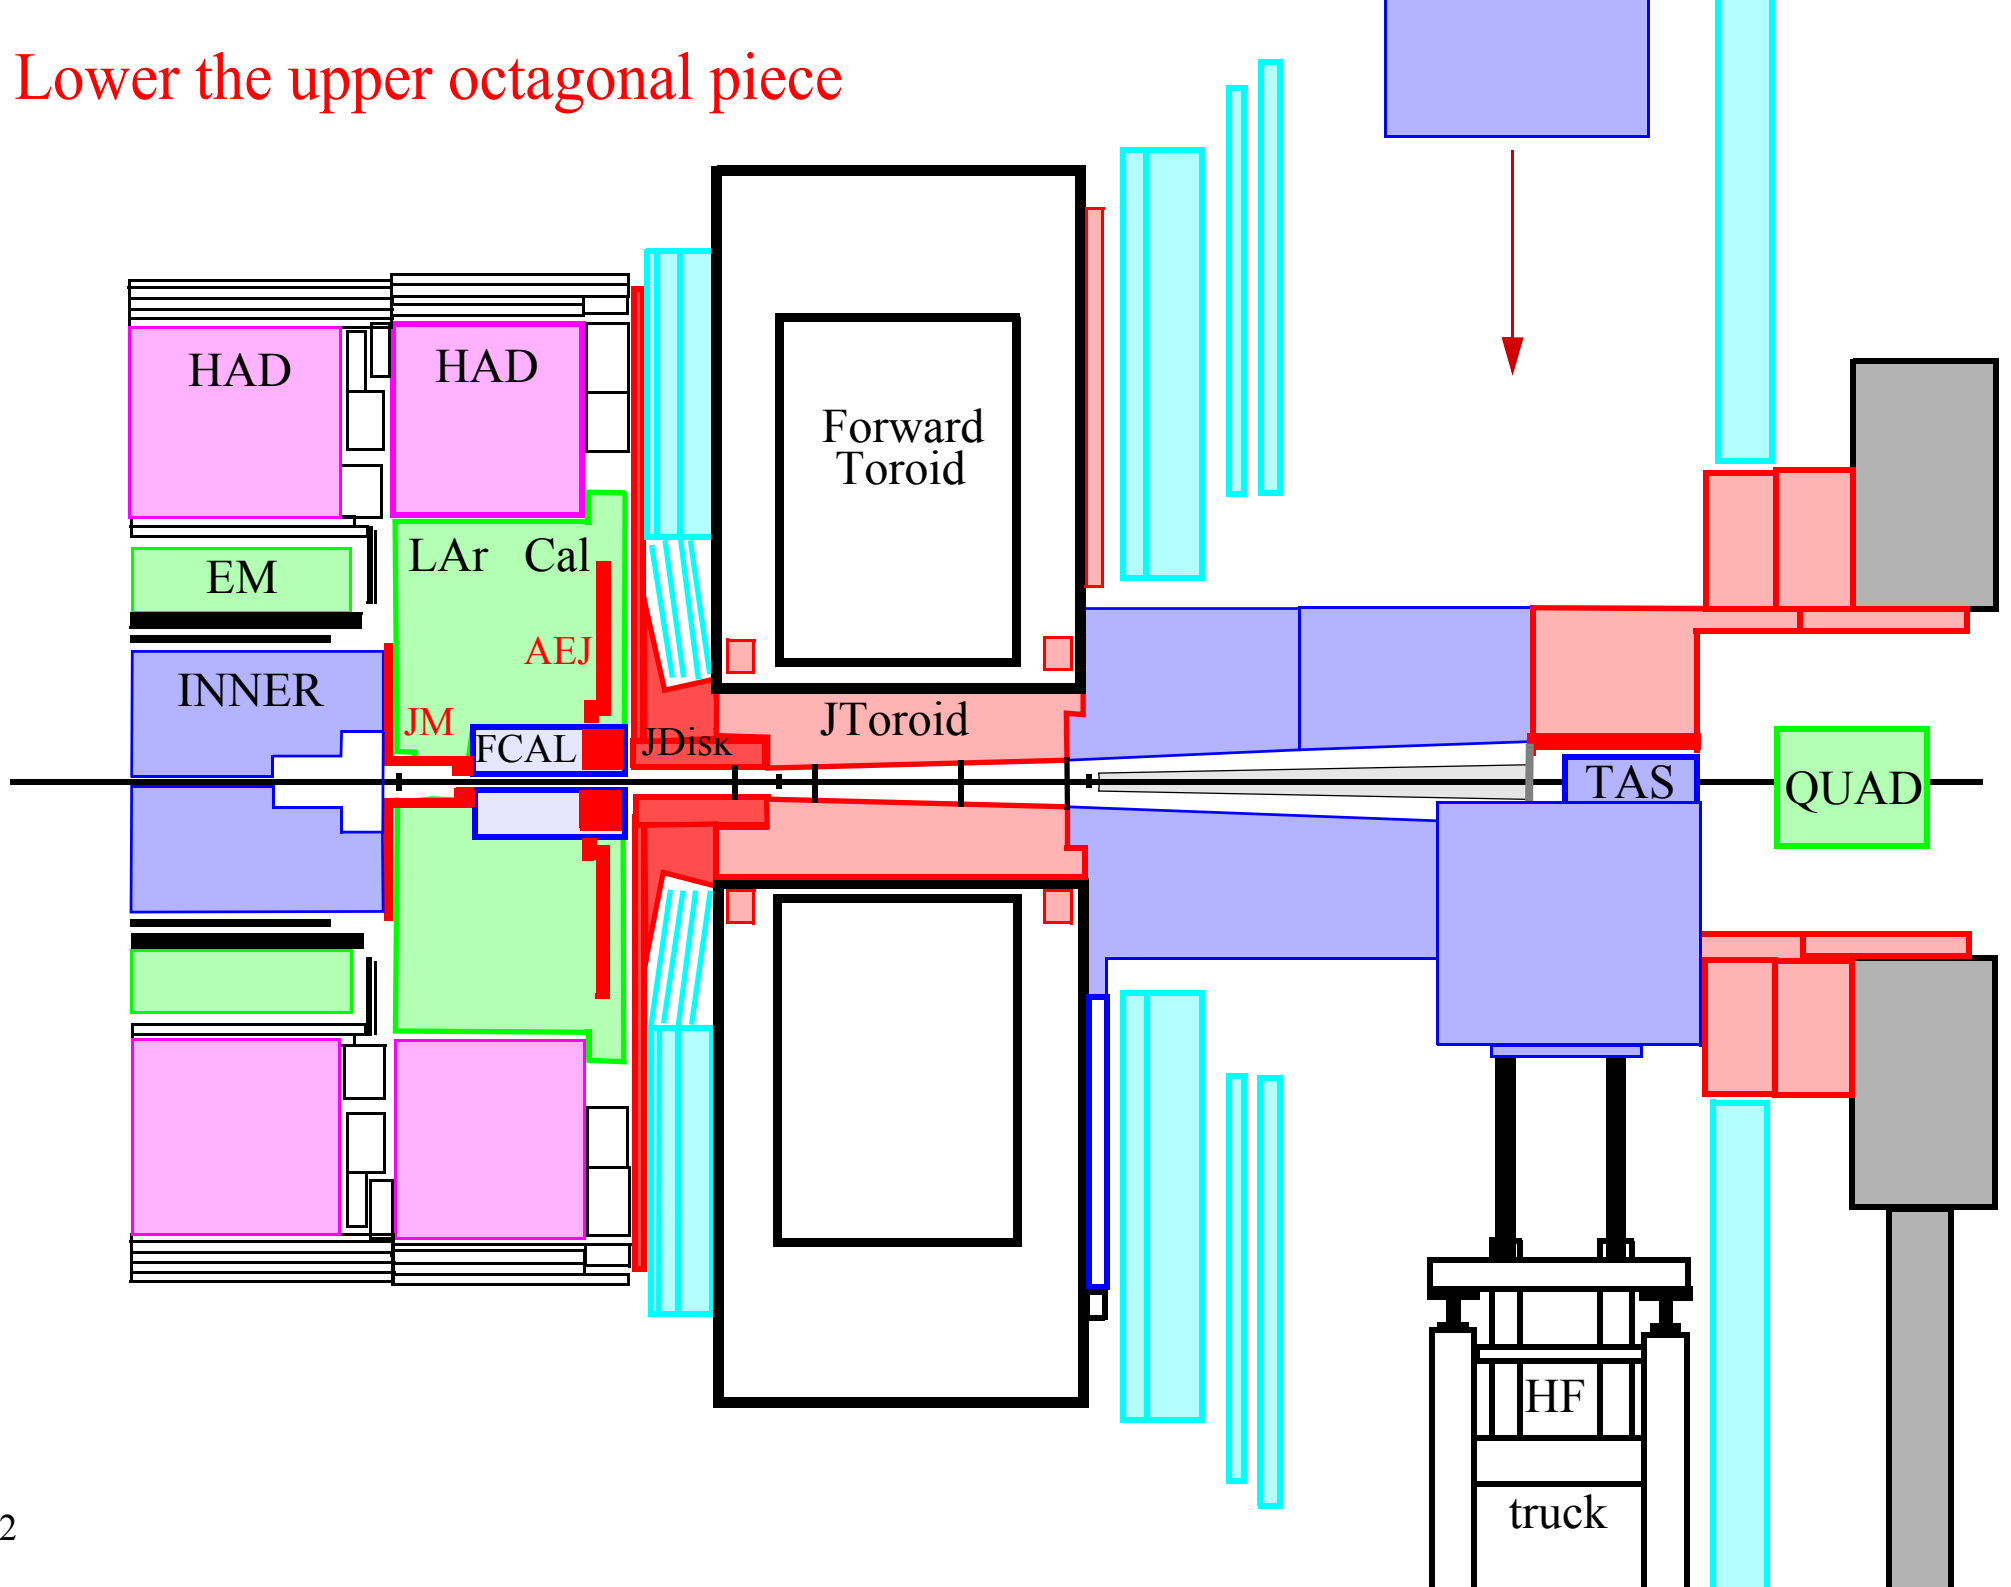 Lower the upper octagonal piece
HAD
HAD
Forward
Toroid
LAr Cal
EM
AEJ
INNER
JM
JToroid
FCAL
JDisk
TAS
QUAD
HF
truck
2